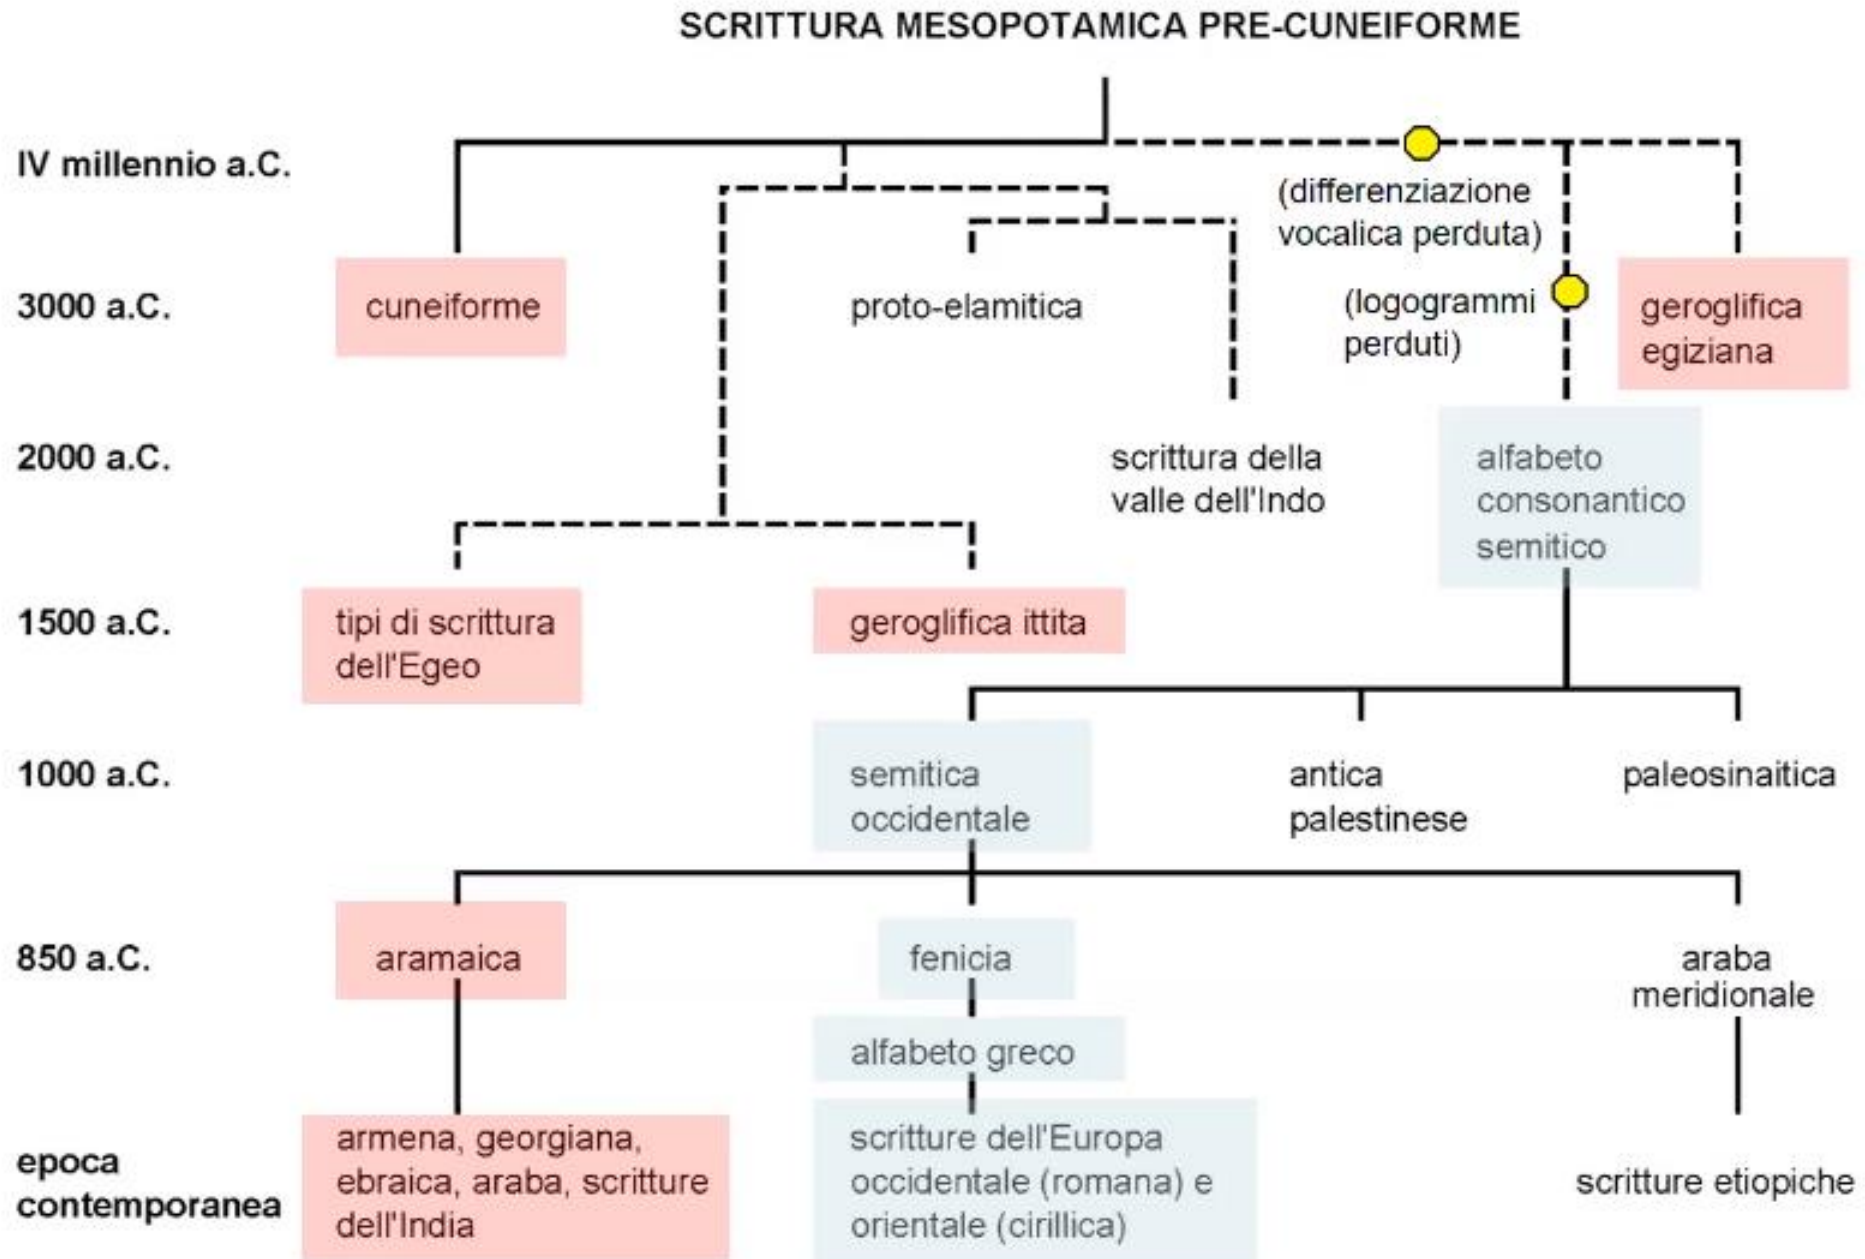 SCRITTURA MESOPOTAMICA PRE-CUNEIFORME
IV millennio a.C.
(differenziazione
vocalica perduta)
3000 a.C.
cuneiforme
proto-elamitica
(logogrammi
perduti)
geroglifica
egiziana
2000 a.C.
scrittura della
valle dell'Indo
alfabeto
consonantico
semitico
1500 a.C.
tipi di scrittura
dell'Egeo
geroglifica ittita
1000 a.C.
semitica
occidentale
antica
palestinese
paleosinaitica
850 a.C.
aramaica
fenicia
araba
meridionale
alfabeto greco
epoca
contemporanea
armena, georgiana,
ebraica, araba, scritture
dell'India
scritture dell'Europa
occidentale (romana) e
orientale (cirillica)
scritture etiopiche